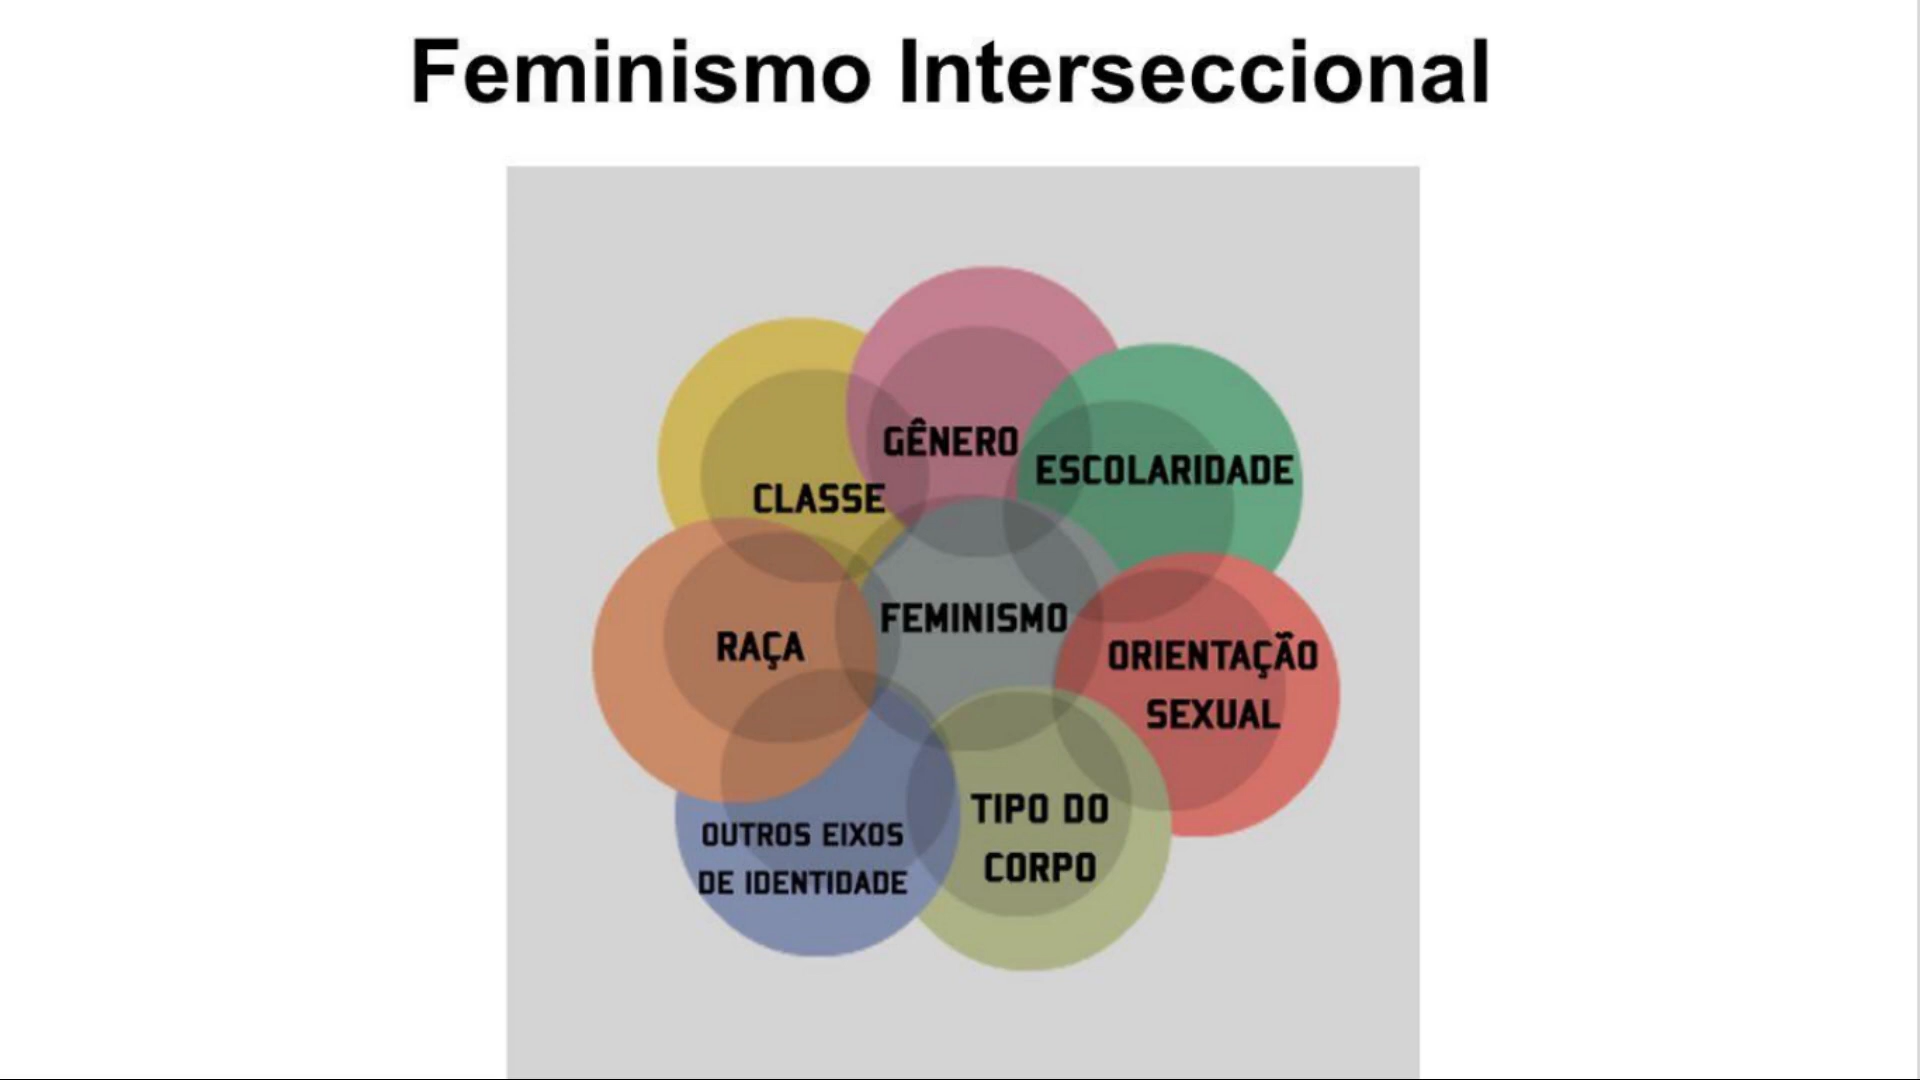 Feminismo Interseccional
GÊNERO
ESCOLARIDADE
CLASSE
FEMINISMO
RAÇA
ORIENTAÇÃO
SEXUAL
TIPO DO
CORPO
OUTROS EIXOS
DE IDENTIDADE